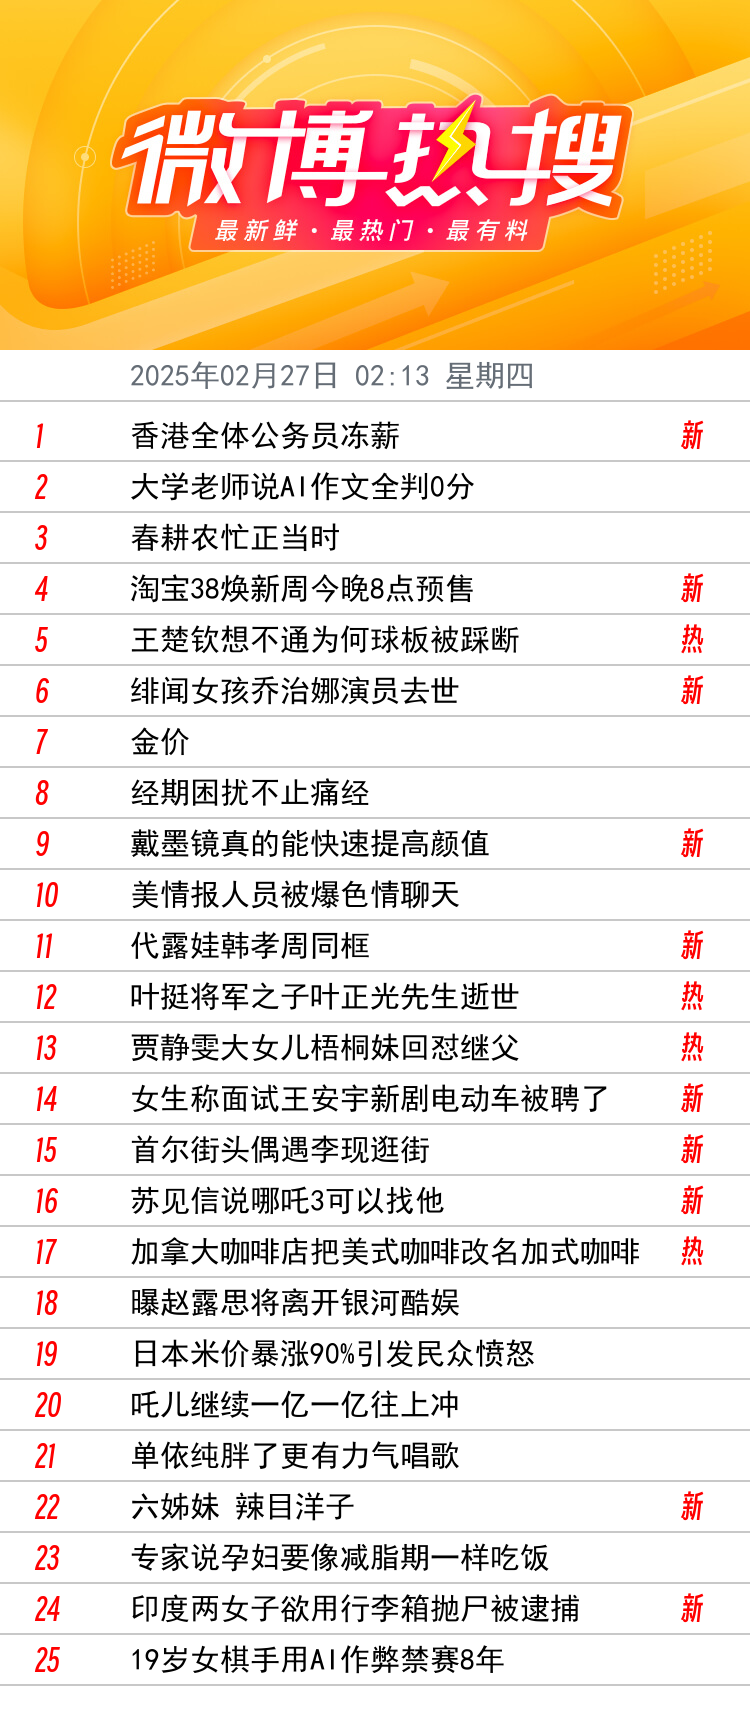 微博热搜
最新鲜·最热门·最有料
2025年02月27日 02:13 星期四
1 香港全体公务员冻薪 新
2 大学老师说AI作文全判0分
3 春耕农忙正当时
4 淘宝38焕新周今晚8点预售 新
5 王楚钦想不通为何球板被踩断 热
6 绯闻女孩乔治娜演员去世 新
7 金价
8 经期困扰不止痛经
9 戴墨镜真的能快速提高颜值 新
10 美情报人员被爆色情聊天
11 代露娃韩孝周同框 新
12 叶挺将军之子叶正光先生逝世 热
13 贾静雯大女儿梧桐妹回怼继父 热
14 女生称面试王安宇新剧电动车被聘了 新
15 首尔街头偶遇李现逛街 新
16 苏见信说哪吒3可以找他 新
17 加拿大咖啡店把美式咖啡改名加式咖啡 热
18 曝赵露思将离开银河酷娱
19 日本米价暴涨90%引发民众愤怒
20 吒儿继续一亿一亿往上冲
21 单依纯胖了更有力气唱歌
22 六姊妹 辣目洋子 新
23 专家说孕妇要像减脂期一样吃饭
24 印度两女子欲用行李箱抛尸被逮捕 新
25 19岁女棋手用AI作弊禁赛8年